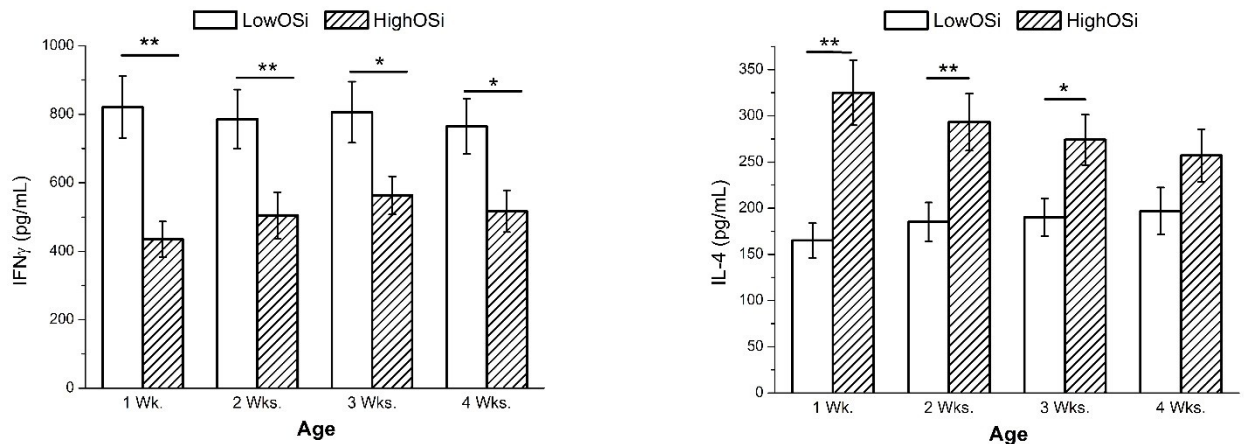 LowOSi HighOSi
1000
800
600
400
200
0
IFNγ (pg/mL)
** ** * *
1 Wk. 2 Wks. 3 Wks. 4 Wks.
Age
LowOSi HighOSi
350
300
250
200
150
100
50
0
IL-4 (pg/mL)
** ** *
1 Wk. 2 Wks. 3 Wks. 4 Wks.
Age